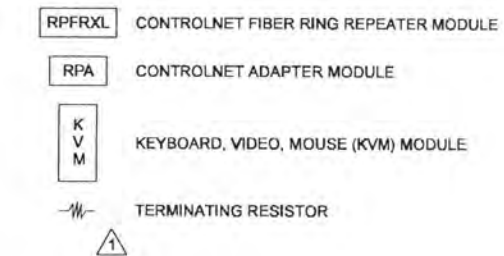 RPFRXL CONTROLNET FIBER RING REPEATER MODULE
RPA CONTROLNET ADAPTER MODULE
K
V
M
KEYBOARD, VIDEO, MOUSE (KVM) MODULE
TERMINATING RESISTOR
1